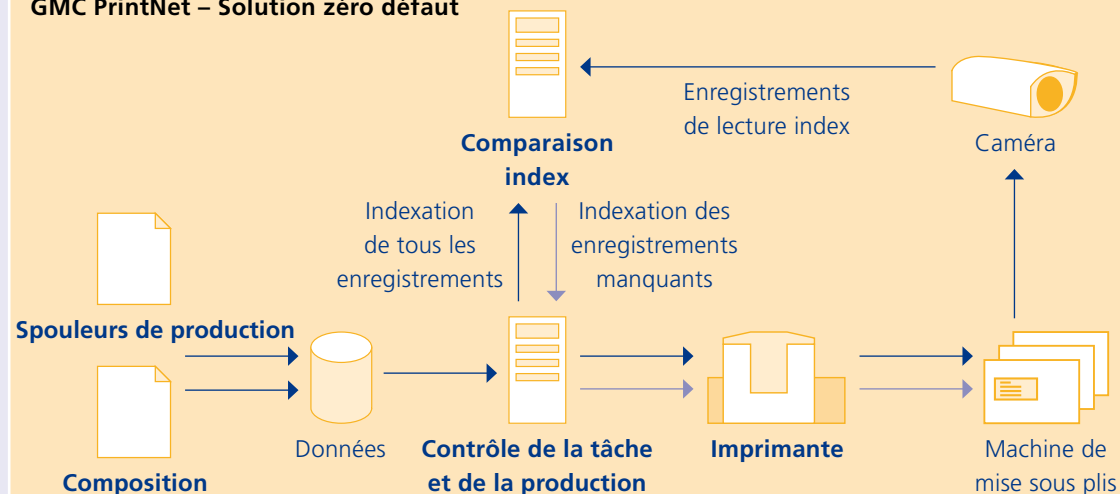 GMC PrintNet – Solution zéro défaut
Enregistrements
de lecture index
Caméra
Comparaison
index
Indexation
de tous les
enregistrements
Indexation des
enregistrements
manquants
Spouleurs de production
Données
Contrôle de la tâche
et de la production
Imprimante
Machine de
mise sous plis
Composition